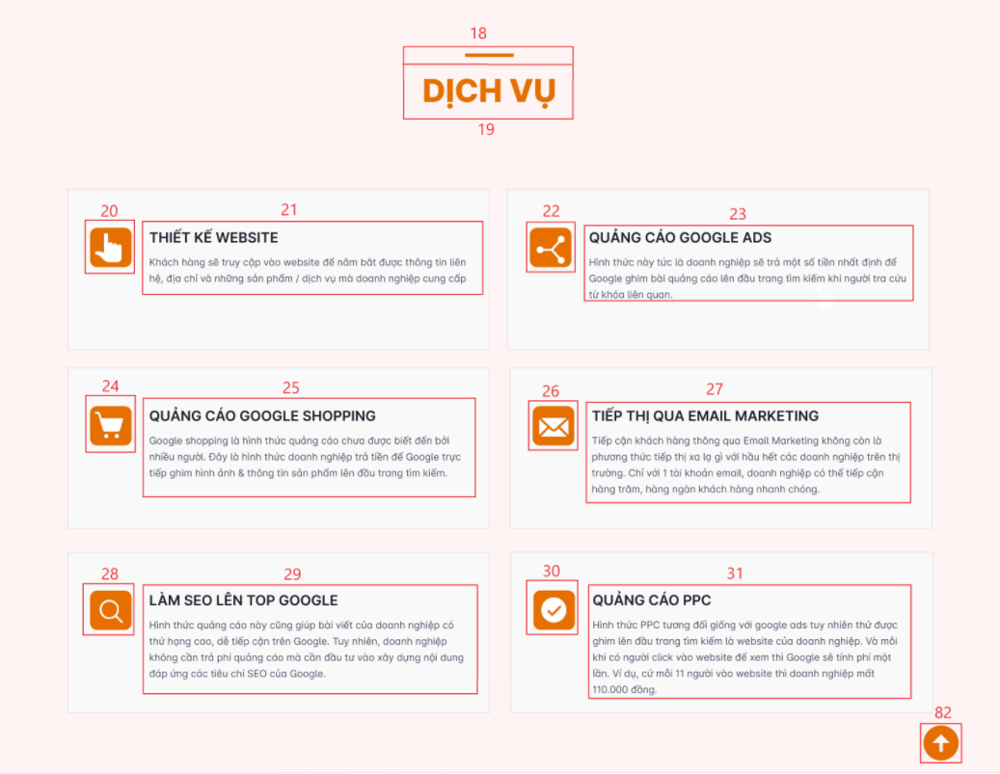 18
DỊCH VỤ
19
20
21
THIẾT KẾ WEBSITE
Khách hàng sẽ truy cập vào website để nắm bắt được thông tin liên
hệ, địa chỉ và những sản phẩm / dịch vụ mà doanh nghiệp cung cấp
22
23
QUẢNG CÁO GOOGLE ADS
Hình thức này tức là doanh nghiệp sẽ trả một số tiền nhất định để
Google ghim bài quảng cáo lên đầu trang tìm kiếm khi người tra cứu
từ khóa liên quan.
24
25
QUẢNG CÁO GOOGLE SHOPPING
Google shopping là hình thức quảng cáo chưa được biết đến bởi
nhiều người. Đây là hình thức doanh nghiệp trả tiền để Google trực
tiếp ghim hình ảnh & thông tin sản phẩm lên đầu trang tìm kiếm.
26
27
TIẾP THỊ QUA EMAIL MARKETING
Tiếp cận khách hàng thông qua Email Marketing không còn là
phương thức tiếp thị xa lạ gì với hầu hết các doanh nghiệp trên thị
trường. Chỉ với 1 tài khoản email, doanh nghiệp có thể tiếp cận
hàng trăm, hàng ngàn khách hàng nhanh chóng.
28
29
LÀM SEO LÊN TOP GOOGLE
Hình thức quảng cáo này cũng giúp bài viết của doanh nghiệp có
thứ hạng cao, dễ tiếp cận trên Google. Tuy nhiên, doanh nghiệp
không cần trả phí quảng cáo mà cần đầu tư vào xây dựng nội dung
đáp ứng các tiêu chí SEO của Google.
30
31
QUẢNG CÁO PPC
Hình thức PPC tương đối giống với google ads tuy nhiên thứ được
ghim lên đầu trang tìm kiếm là website của doanh nghiệp. Và mỗi
khi có người click vào website để xem thì Google sẽ tính phí một
lần. Ví dụ, cứ mỗi 11 người vào website thì doanh nghiệp mất
110.000 đồng.
82